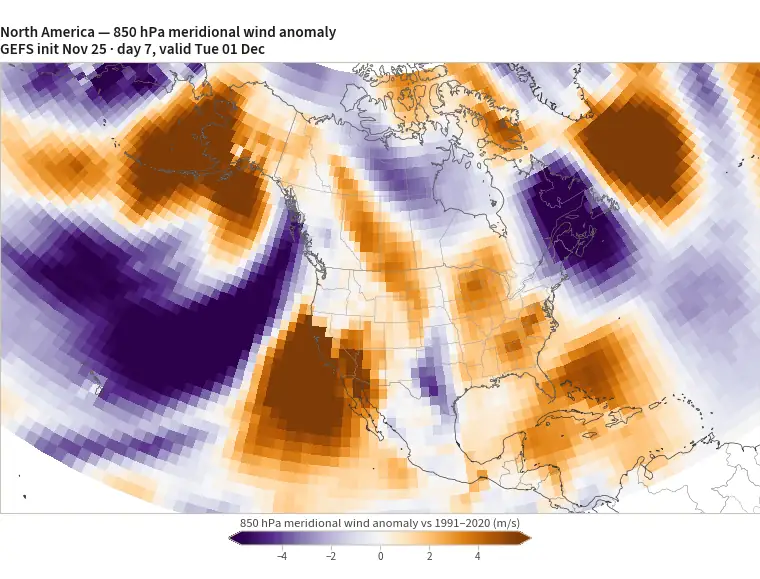 North America — 850 hPa meridional wind anomaly
GEFS init Nov 25 · day 7, valid Tue 01 Dec
850 hPa meridional wind anomaly vs 1991–2020 (m/s)
−4 −2 0 2 4